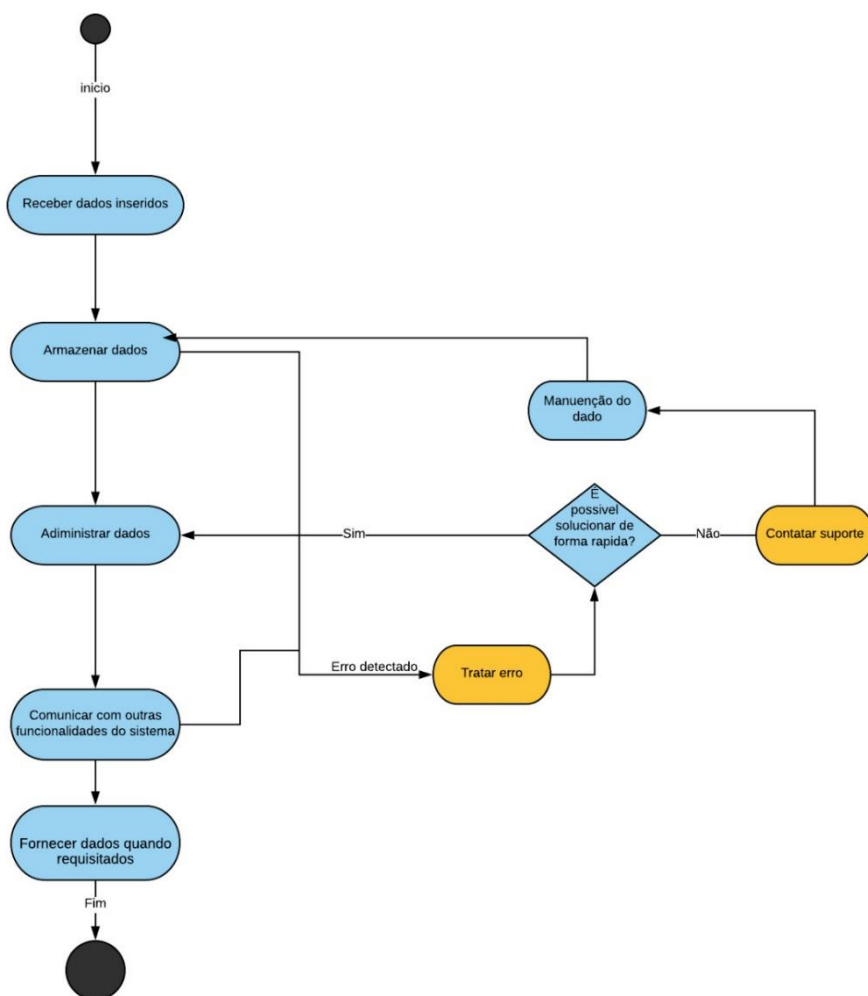 inicio
Receber dados inseridos
Armazenar dados
Manuenção do
dado
É
possivel
solucionar de
forma rapida?
Adiministrar dados
Sim
Não
Contatar suporte
Erro detectado
Tratar erro
Comunicar com outras
funcionalidades do sistema
Fornecer dados quando
requisitados
Fim